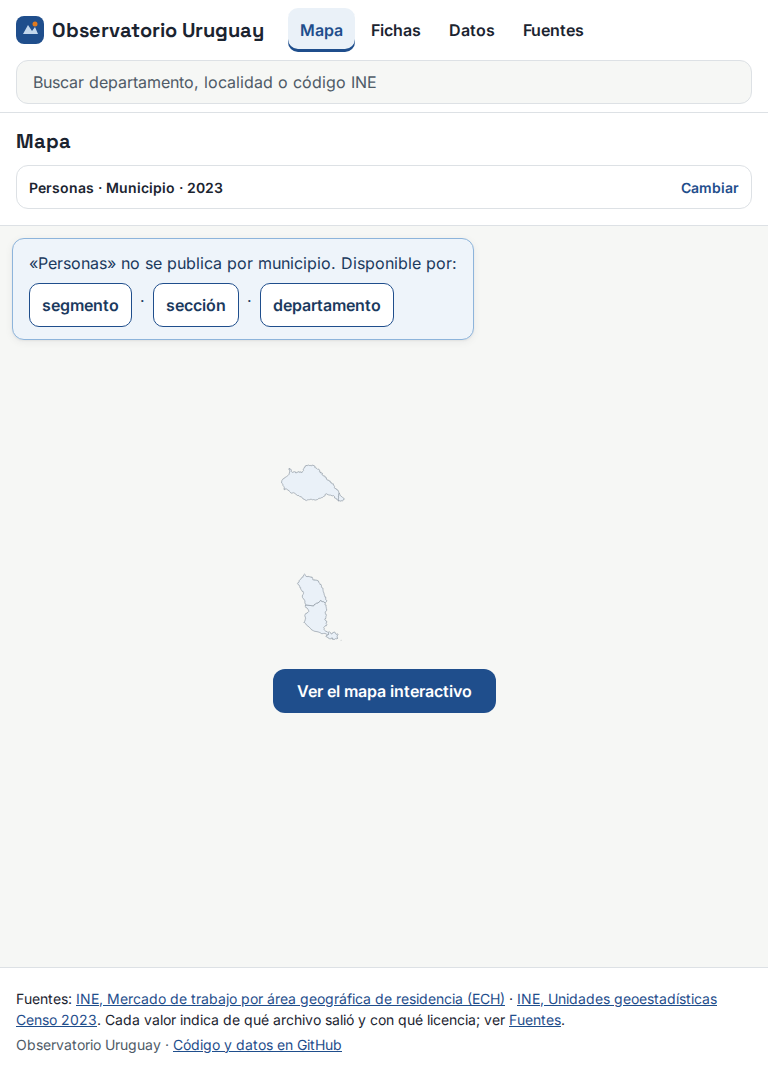 Observatorio Uruguay
Mapa
Fichas
Datos
Fuentes
Buscar departamento, localidad o código INE
Mapa
Personas · Municipio · 2023
Cambiar
«Personas» no se publica por municipio. Disponible por:
segmento · sección · departamento
Ver el mapa interactivo
Fuentes: INE, Mercado de trabajo por área geográfica de residencia (ECH) · INE, Unidades geoestadísticas
Censo 2023. Cada valor indica de qué archivo salió y con qué licencia; ver Fuentes.
Observatorio Uruguay · Código y datos en GitHub